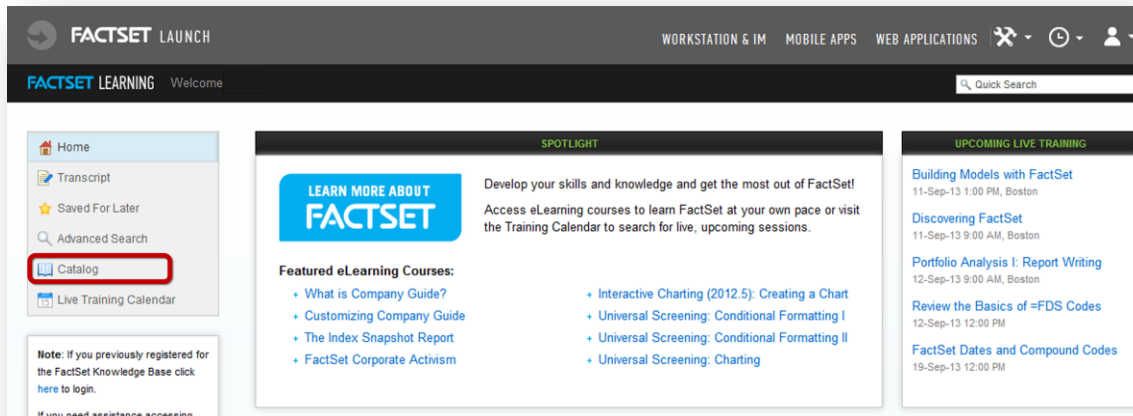 FACTSET LAUNCH
WORKSTATION & IM MOBILE APPS WEB APPLICATIONS
FACTSET LEARNING Welcome
Quick Search
Home
Transcript
Saved For Later
Advanced Search
Catalog
Live Training Calendar
Note: If you previously registered for
the FactSet Knowledge Base click
here to login.
If you need assistance accessing
SPOTLIGHT
LEARN MORE ABOUT
FACTSET
Develop your skills and knowledge and get the most out of FactSet!
Access eLearning courses to learn FactSet at your own pace or visit
the Training Calendar to search for live, upcoming sessions.
Featured eLearning Courses:
+ What is Company Guide?
+ Customizing Company Guide
+ The Index Snapshot Report
+ FactSet Corporate Activism
+ Interactive Charting (2012.5): Creating a Chart
+ Universal Screening: Conditional Formatting I
+ Universal Screening: Conditional Formatting II
+ Universal Screening: Charting
UPCOMING LIVE TRAINING
Building Models with FactSet
11-Sep-13 1:00 PM, Boston
Discovering FactSet
11-Sep-13 9:00 AM, Boston
Portfolio Analysis I: Report Writing
12-Sep-13 9:00 AM, Boston
Review the Basics of =FDS Codes
12-Sep-13 12:00 PM
FactSet Dates and Compound Codes
19-Sep-13 12:00 PM